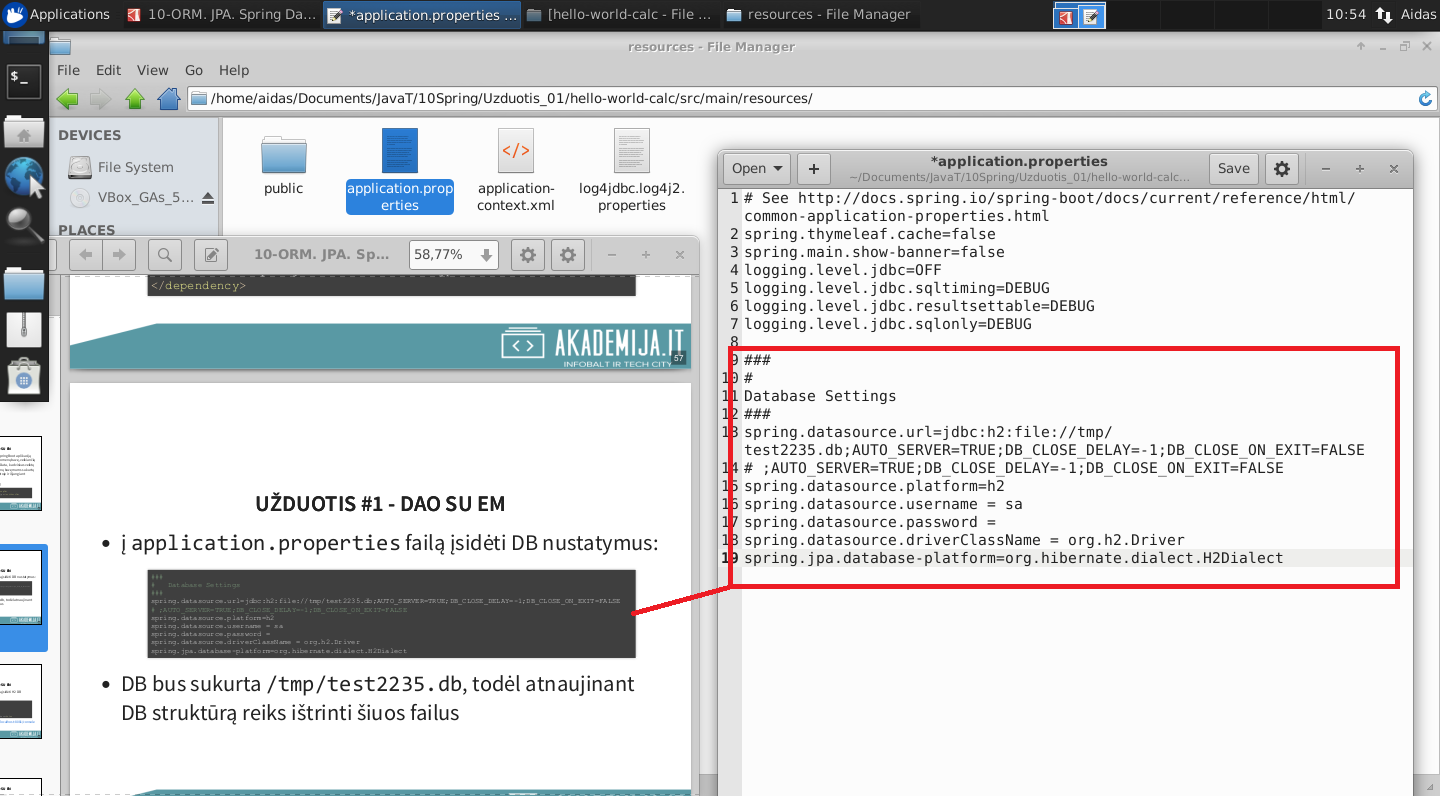 Applications
10-ORM. JPA. Spring Da...
*application.properties ...
[hello-world-calc - File ...
resources - File Manager
10:54
Aidas
resources - File Manager
File Edit View Go Help
/home/aidas/Documents/JavaT/10Spring/Uzduotis_01/hello-world-calc/src/main/resources/
DEVICES
File System
VBox_GAs_5...
PLACES
public
application.prop
erties
application-
context.xml
log4jdbc.log4j2.
properties
10-ORM. JPA. Sp...
58,77%
</dependency>
AKADEMIJA.IT
INFOBALT IR TECH CITY
57
UŽDUOTIS #1 - DAO SU EM
• į application.properties failą įsidėti DB nustatymus:
###
# Database Settings
###
spring.datasource.url=jdbc:h2:file://tmp/test2235.db;AUTO_SERVER=TRUE;DB_CLOSE_DELAY=-1;DB_CLOSE_ON_EXIT=FALSE
# ;AUTO_SERVER=TRUE;DB_CLOSE_DELAY=-1;DB_CLOSE_ON_EXIT=FALSE
spring.datasource.platform=h2
spring.datasource.username = sa
spring.datasource.password =
spring.datasource.driverClassName = org.h2.Driver
spring.jpa.database-platform=org.hibernate.dialect.H2Dialect
• DB bus sukurta /tmp/test2235.db, todėl atnaujinant
DB struktūrą reiks ištrinti šiuos failus
Open
*application.properties
~/Documents/JavaT/10Spring/Uzduotis_01/hello-world-calc...
Save
1 # See http://docs.spring.io/spring-boot/docs/current/reference/html/
common-application-properties.html
2 spring.thymeleaf.cache=false
3 spring.main.show-banner=false
4 logging.level.jdbc=OFF
5 logging.level.jdbc.sqltiming=DEBUG
6 logging.level.jdbc.resultsettable=DEBUG
7 logging.level.jdbc.sqlonly=DEBUG
8
9 ###
10 #
11 Database Settings
12 ###
13 spring.datasource.url=jdbc:h2:file://tmp/
test2235.db;AUTO_SERVER=TRUE;DB_CLOSE_DELAY=-1;DB_CLOSE_ON_EXIT=FALSE
14 # ;AUTO_SERVER=TRUE;DB_CLOSE_DELAY=-1;DB_CLOSE_ON_EXIT=FALSE
15 spring.datasource.platform=h2
16 spring.datasource.username = sa
17 spring.datasource.password =
18 spring.datasource.driverClassName = org.h2.Driver
19 spring.jpa.database-platform=org.hibernate.dialect.H2Dialect